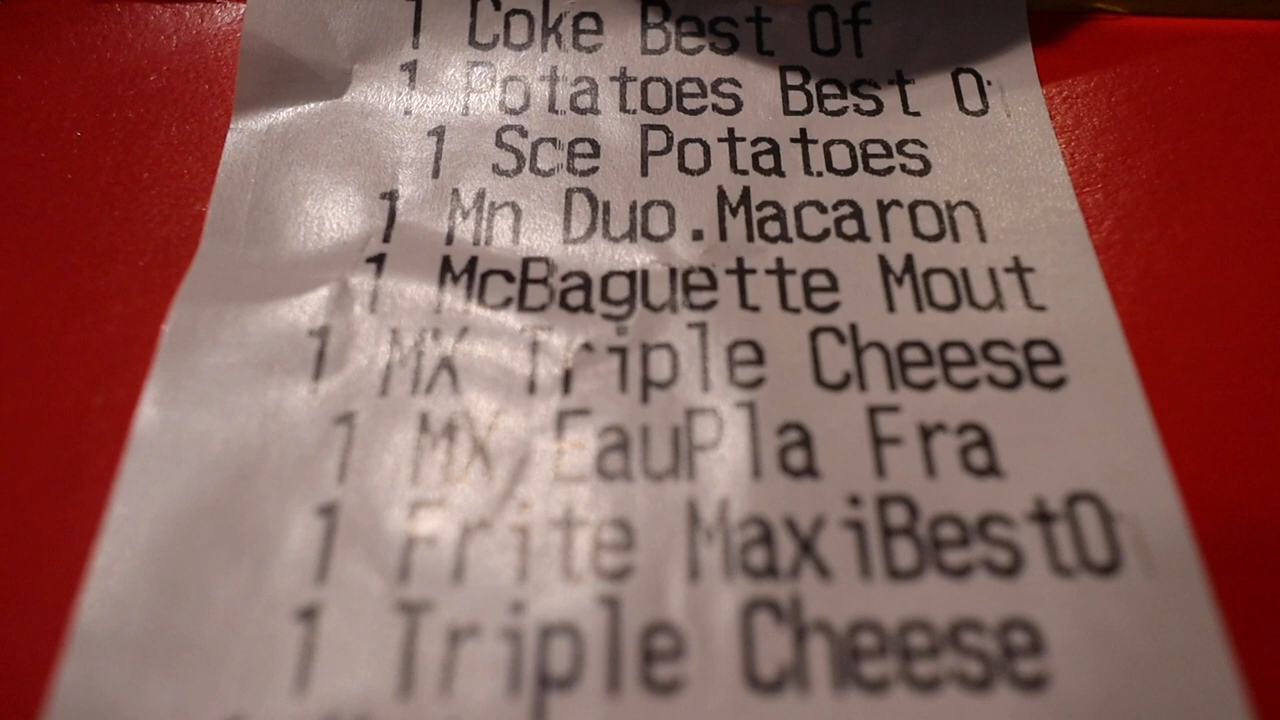 1 Coke Best Of
1 Potatoes Best O
1 Sce Potatoes
1 Mn Duo.Macaron
1 McBaguette Mout
1 MX Triple Cheese
1 MX EauPla Fra
1 Frite MaxiBestO
1 Triple Cheese